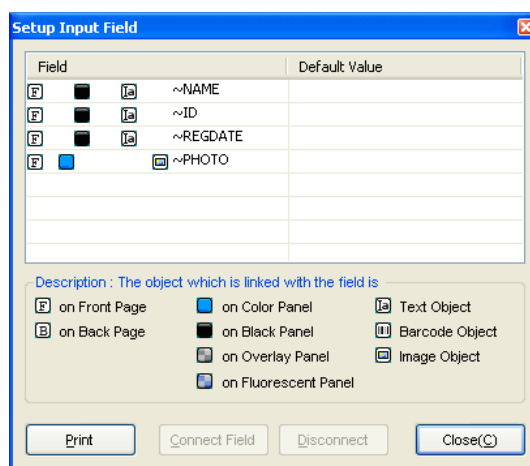 Setup Input Field
Field Default Value
F Ia ~NAME
F Ia ~ID
F Ia ~REGDATE
F ~PHOTO
Description : The object which is linked with the field is
F on Front Page on Color Panel Ia Text Object
B on Back Page on Black Panel Barcode Object
on Overlay Panel Image Object
on Fluorescent Panel
Print Connect Field Disconnect Close(C)